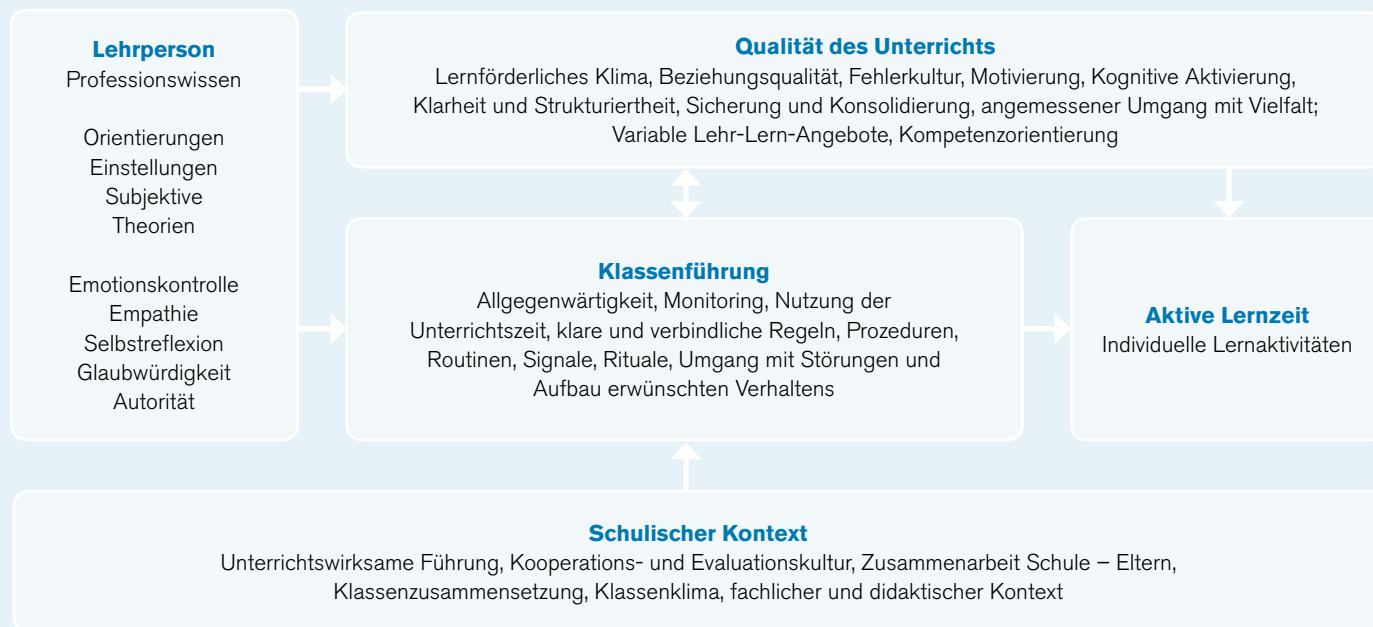 Lehrperson
Professionswissen
Orientierungen
Einstellungen
Subjektive
Theorien
Emotionskontrolle
Empathie
Selbstreflexion
Glaubwürdigkeit
Autorität
Qualität des Unterrichts
Lernförderliches Klima, Beziehungsqualität, Fehlerkultur, Motivierung, Kognitive Aktivierung,
Klarheit und Strukturiertheit, Sicherung und Konsolidierung, angemessener Umgang mit Vielfalt;
Variable Lehr-Lern-Angebote, Kompetenzorientierung
Klassenführung
Allgegenwärtigkeit, Monitoring, Nutzung der
Unterrichtszeit, klare und verbindliche Regeln, Prozeduren,
Routinen, Signale, Rituale, Umgang mit Störungen und
Aufbau erwünschten Verhaltens
Aktive Lernzeit
Individuelle Lernaktivitäten
Schulischer Kontext
Unterrichtswirksame Führung, Kooperations- und Evaluationskultur, Zusammenarbeit Schule – Eltern,
Klassenzusammensetzung, Klassenklima, fachlicher und didaktischer Kontext